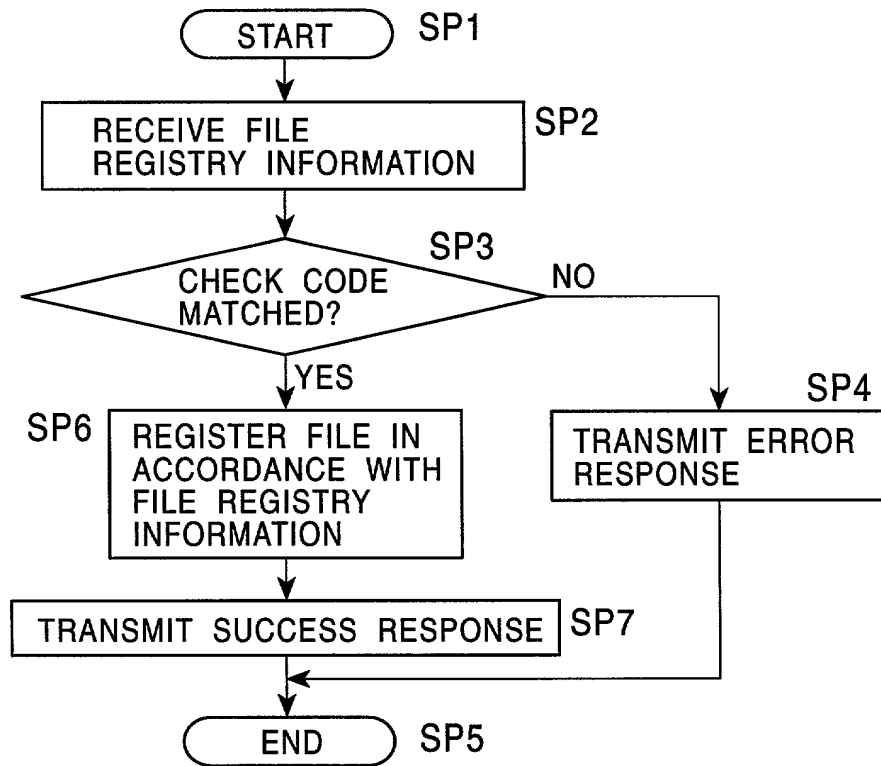 START
SP1
RECEIVE FILE
REGISTRY INFORMATION
SP2
SP3
CHECK CODE
MATCHED?
NO
YES
SP4
SP6
REGISTER FILE IN
ACCORDANCE WITH
FILE REGISTRY
INFORMATION
TRANSMIT ERROR
RESPONSE
TRANSMIT SUCCESS RESPONSE
SP7
END
SP5